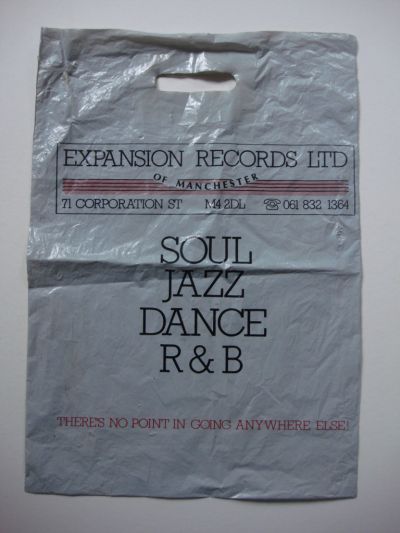 EXPANSION RECORDS LTD
OF MANCHESTER
71 CORPORATION ST M4 2DL ☎ 061 832 1364
SOUL
JAZZ
DANCE
R & B
THERE'S NO POINT IN GOING ANYWHERE ELSE!